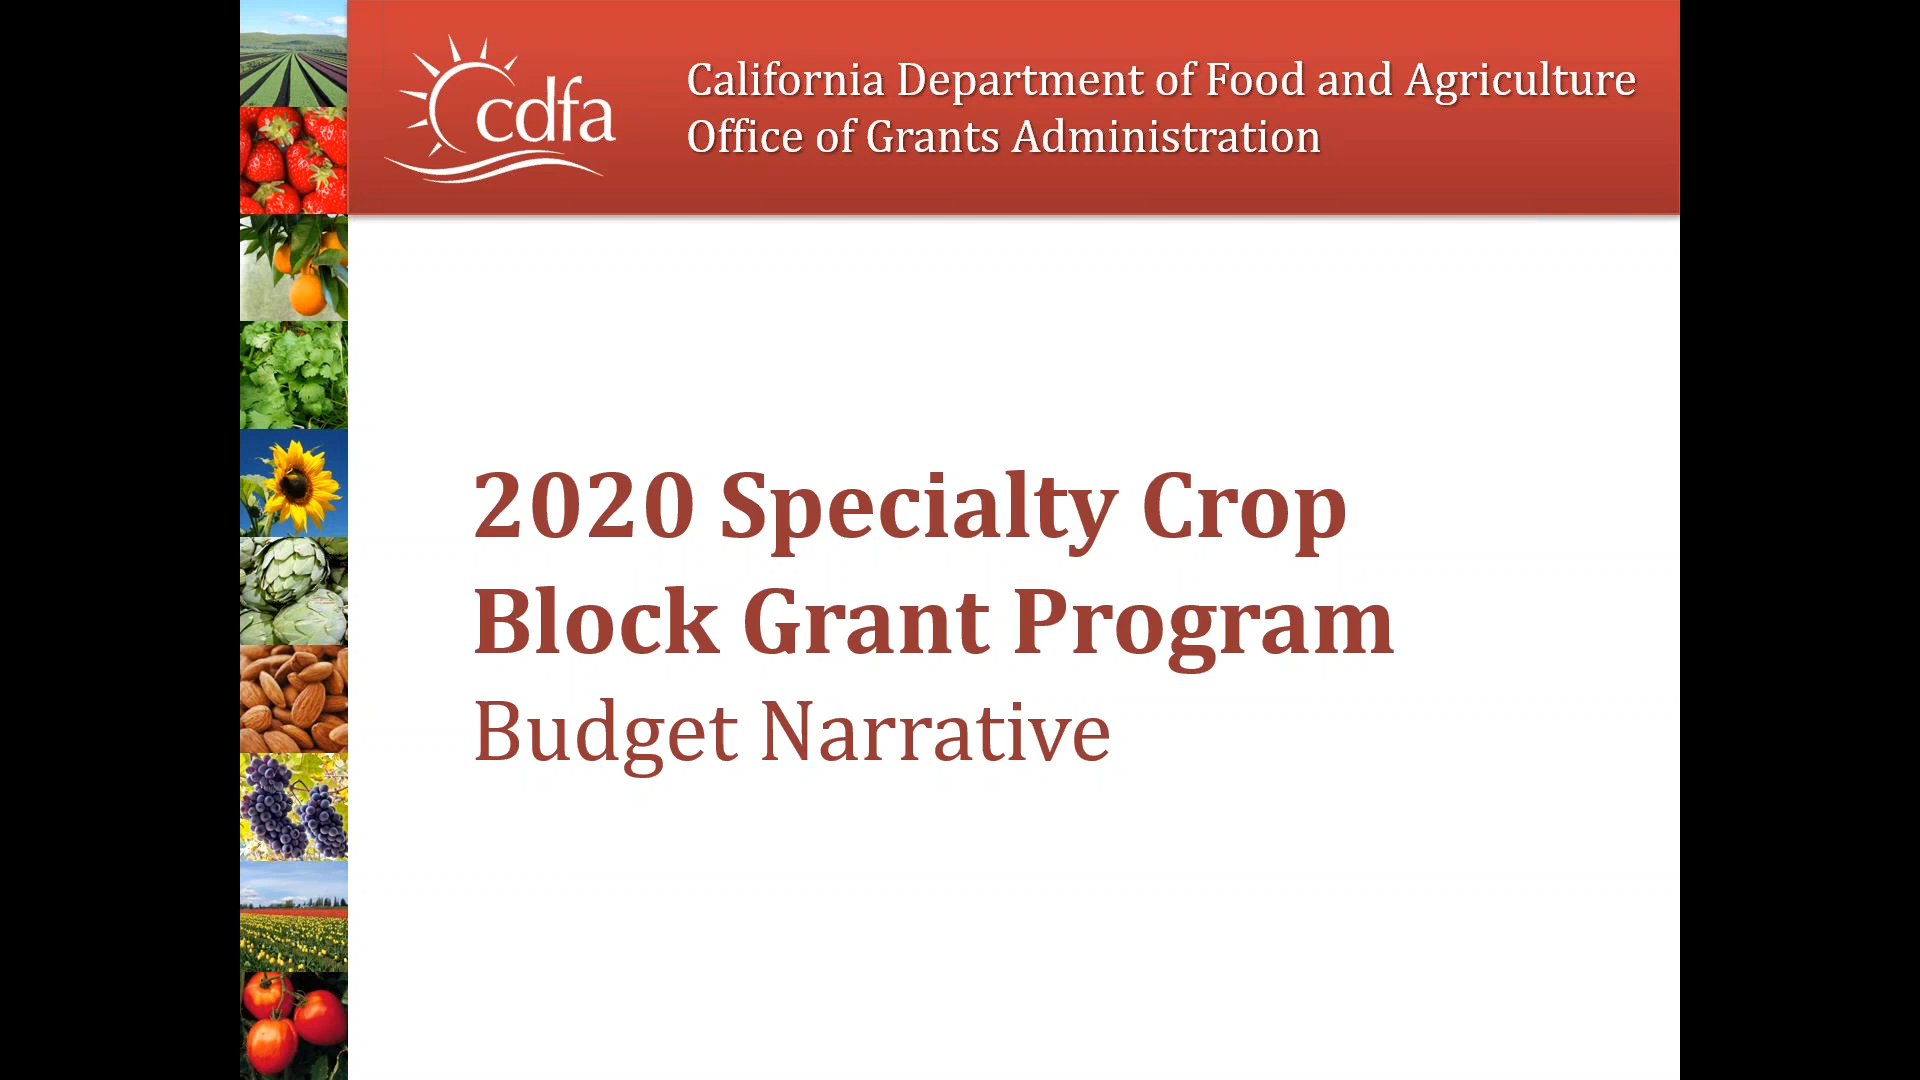 cdfa
California Department of Food and Agriculture
Office of Grants Administration
2020 Specialty Crop
Block Grant Program
Budget Narrative